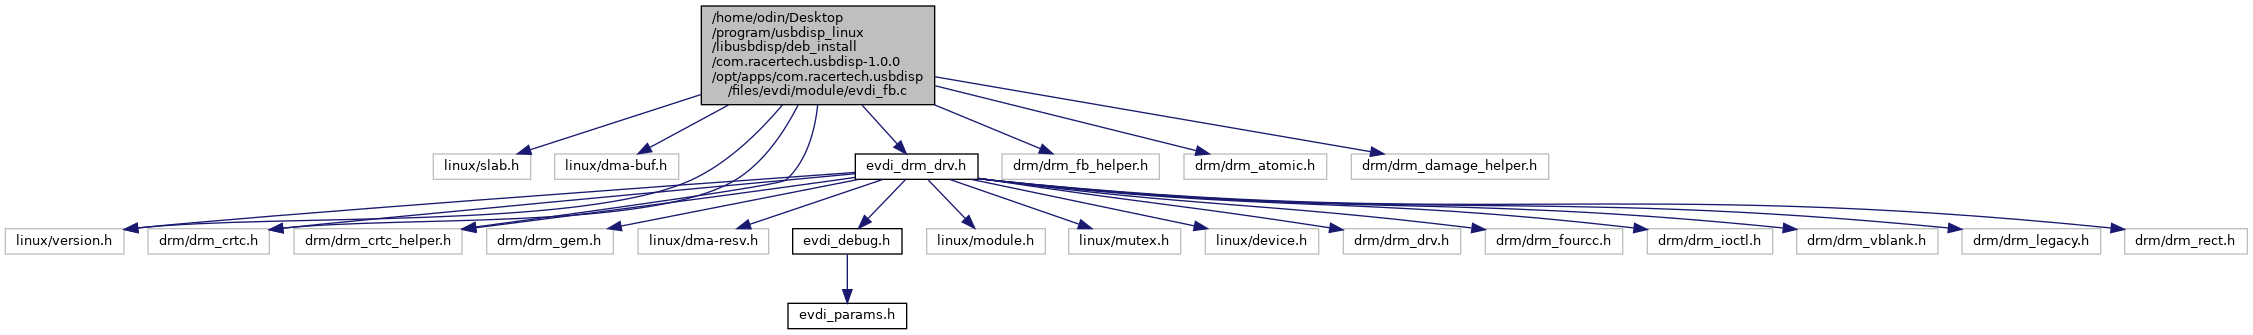 /home/odin/Desktop
/program/usbdisp_linux
/libusbdisp/deb_install
/com.racertech.usbdisp-1.0.0
/opt/apps/com.racertech.usbdisp
/files/evdi/module/evdi_fb.c
linux/slab.h
linux/dma-buf.h
evdi_drm_drv.h
drm/drm_fb_helper.h
drm/drm_atomic.h
drm/drm_damage_helper.h
linux/version.h
drm/drm_crtc.h
drm/drm_crtc_helper.h
drm/drm_gem.h
linux/dma-resv.h
evdi_debug.h
linux/module.h
linux/mutex.h
linux/device.h
drm/drm_drv.h
drm/drm_fourcc.h
drm/drm_ioctl.h
drm/drm_vblank.h
drm/drm_legacy.h
drm/drm_rect.h
evdi_params.h